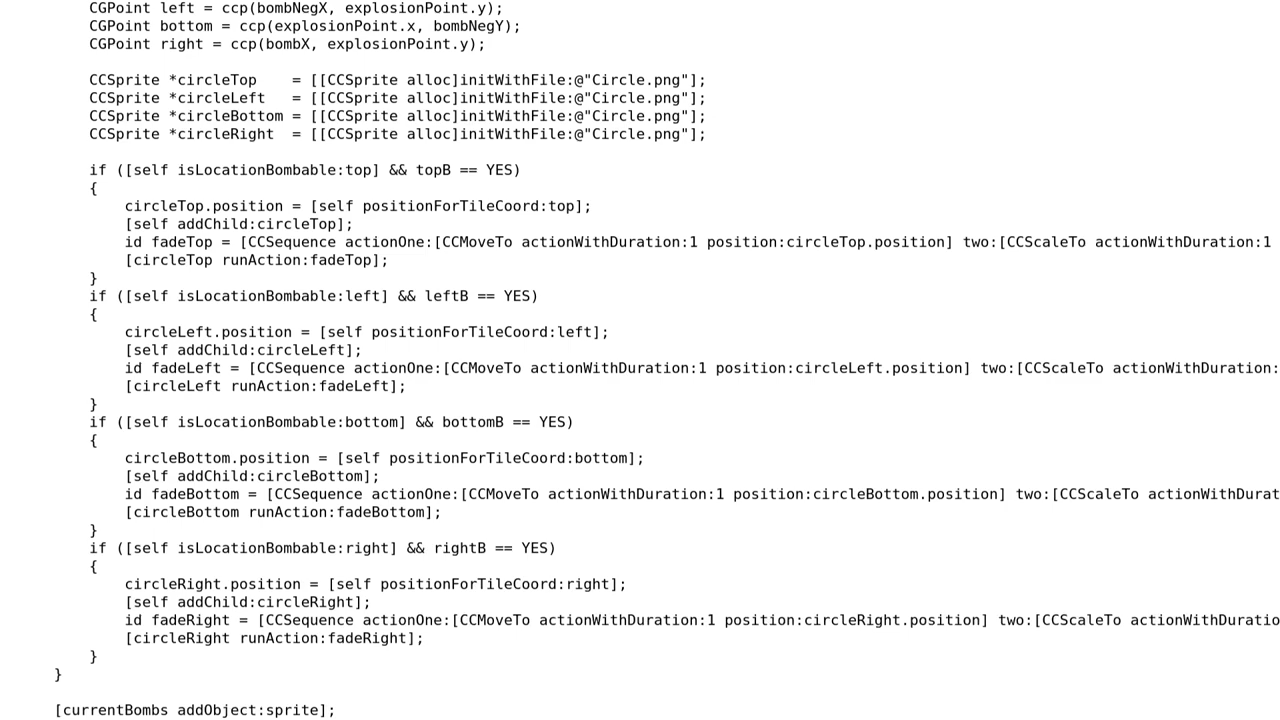 CGPoint left = ccp(bombNegX, explosionPoint.y);
CGPoint bottom = ccp(explosionPoint.x, bombNegY);
CGPoint right = ccp(bombX, explosionPoint.y);
CCSprite *circleTop    = [[CCSprite alloc]initWithFile:@"Circle.png"];
CCSprite *circleLeft   = [[CCSprite alloc]initWithFile:@"Circle.png"];
CCSprite *circleBottom = [[CCSprite alloc]initWithFile:@"Circle.png"];
CCSprite *circleRight  = [[CCSprite alloc]initWithFile:@"Circle.png"];
if ([self isLocationBombable:top] && topB == YES)
{
circleTop.position = [self positionForTileCoord:top];
[self addChild:circleTop];
id fadeTop = [CCSequence actionOne:[CCMoveTo actionWithDuration:1 position:circleTop.position] two:[CCScaleTo actionWithDuration:1
[circleTop runAction:fadeTop];
}
if ([self isLocationBombable:left] && leftB == YES)
{
circleLeft.position = [self positionForTileCoord:left];
[self addChild:circleLeft];
id fadeLeft = [CCSequence actionOne:[CCMoveTo actionWithDuration:1 position:circleLeft.position] two:[CCScaleTo actionWithDuration:
[circleLeft runAction:fadeLeft];
}
if ([self isLocationBombable:bottom] && bottomB == YES)
{
circleBottom.position = [self positionForTileCoord:bottom];
[self addChild:circleBottom];
id fadeBottom = [CCSequence actionOne:[CCMoveTo actionWithDuration:1 position:circleBottom.position] two:[CCScaleTo actionWithDurat
[circleBottom runAction:fadeBottom];
}
if ([self isLocationBombable:right] && rightB == YES)
{
circleRight.position = [self positionForTileCoord:right];
[self addChild:circleRight];
id fadeRight = [CCSequence actionOne:[CCMoveTo actionWithDuration:1 position:circleRight.position] two:[CCScaleTo actionWithDuratio
[circleRight runAction:fadeRight];
}
}
[currentBombs addObject:sprite];